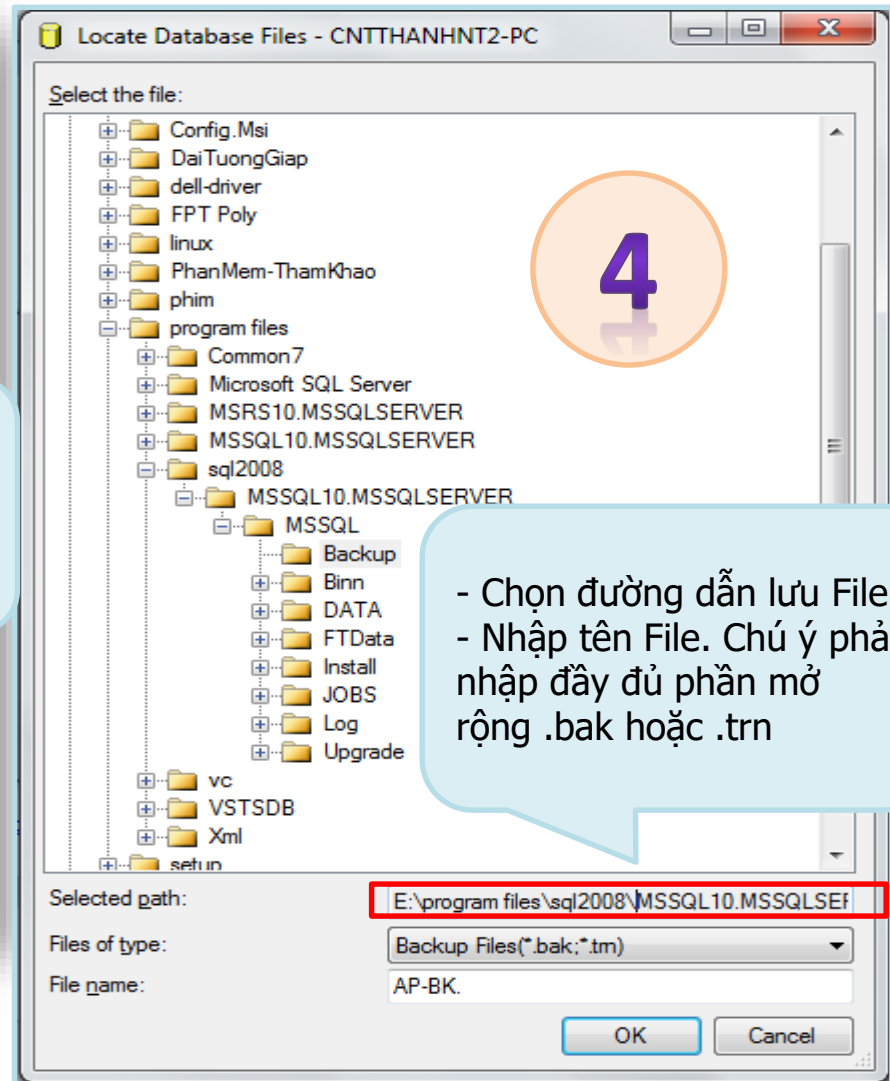 Locate Database Files - CNTTHANHNT2-PC
Select the file:
Config.Msi
DaiTuongGiap
dell-driver
FPT Poly
linux
PhanMem-ThamKhao
phim
program files
Common7
Microsoft SQL Server
MSRS10.MSSQLSERVER
MSSQL10.MSSQLSERVER
sql2008
MSSQL10.MSSQLSERVER
MSSQL
Backup
Binn
DATA
FTData
Install
JOBS
Log
Upgrade
vc
VSTSDB
Xml
setup
4
- Chọn đường dẫn lưu File
- Nhập tên File. Chú ý phả
nhập đầy đủ phần mở
rộng .bak hoặc .trn
Selected path:
E:\program files\sql2008\MSSQL10.MSSQLSER
Files of type:
Backup Files(*.bak;*.trn)
File name:
AP-BK.
OK
Cancel